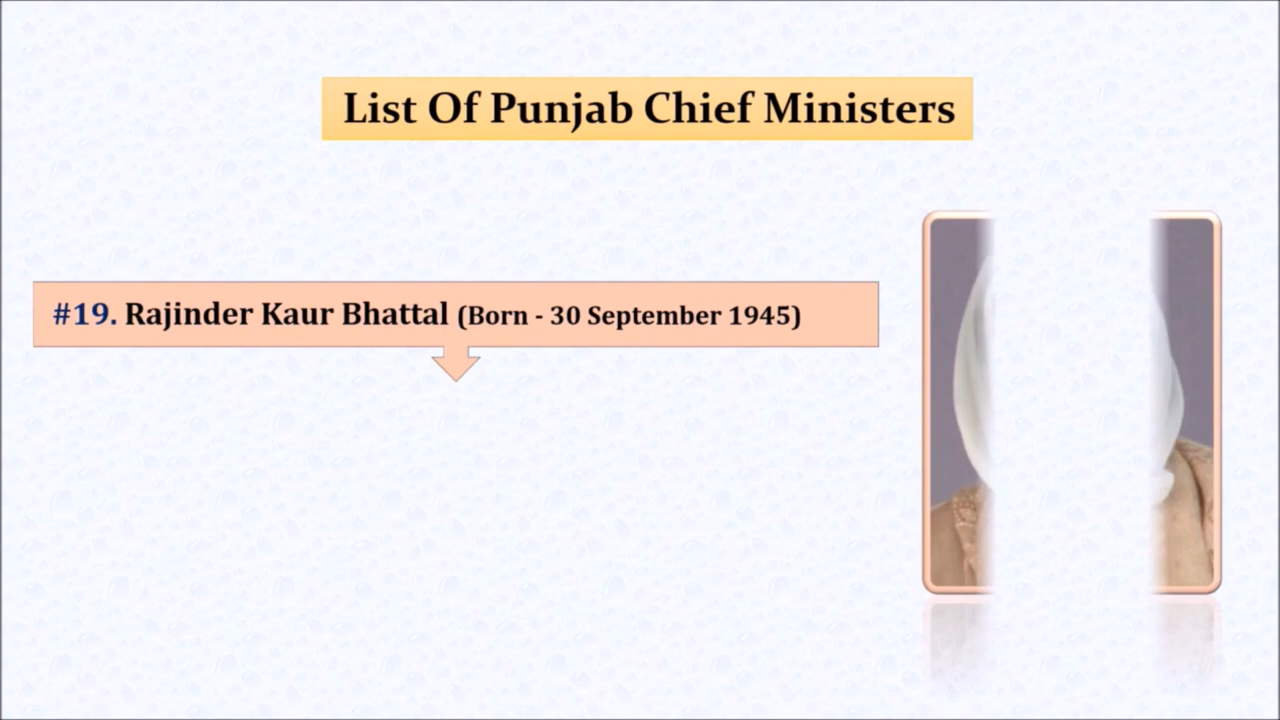 List Of Punjab Chief Ministers
#19. Rajinder Kaur Bhattal (Born - 30 September 1945)